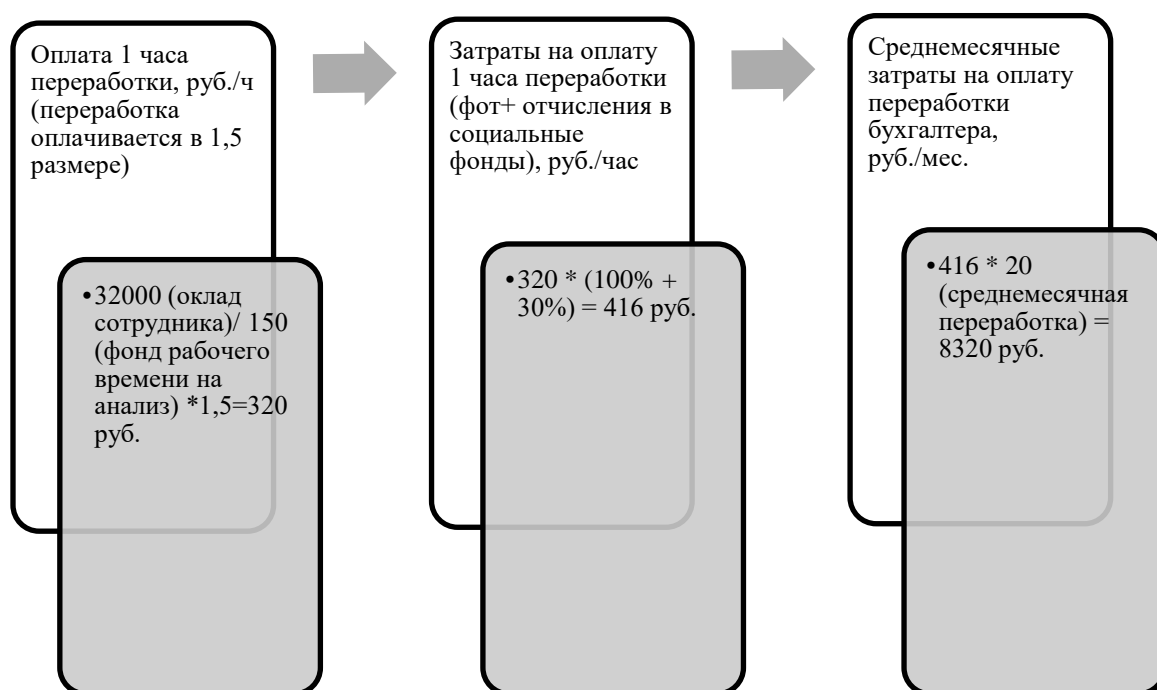 Оплата 1 часа
переработки, руб./ч
(переработка
оплачивается в 1,5
размере)
•32000 (оклад
сотрудника)/ 150
(фонд рабочего
времени на
анализ) *1,5=320
руб.
Затраты на оплату
1 часа переработки
(фот+ отчисления в
социальные
фонды), руб./час
•320 * (100% +
30%) = 416 руб.
Среднемесячные
затраты на оплату
переработки
бухгалтера,
руб./мес.
•416 * 20
(среднемесячная
переработка) =
8320 руб.